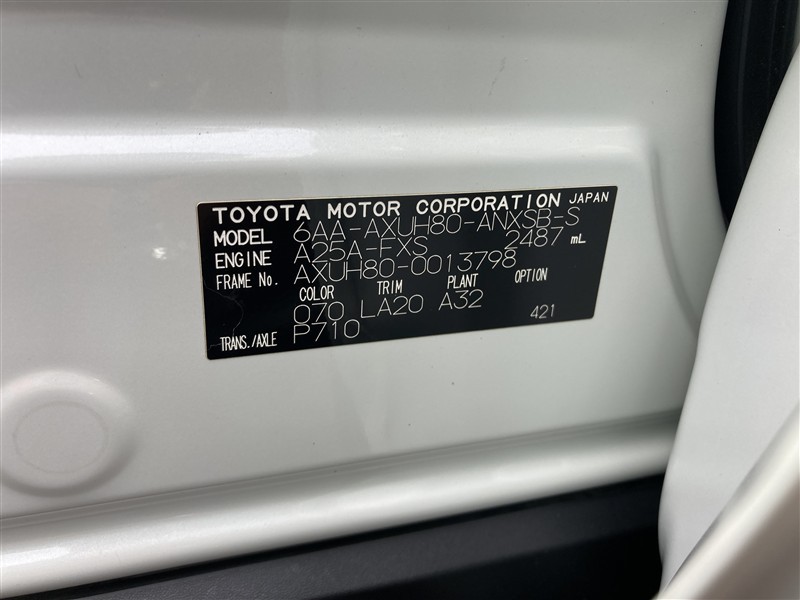 TOYOTA MOTOR CORPORATION JAPAN
MODEL 6AA-AXUH80-ANXSB-S
ENGINE A25A-FXS 2487 mL
FRAME No. AXUH80-0013798
COLOR TRIM PLANT OPTION
070 LA20 A32 421
TRANS./AXLE P710